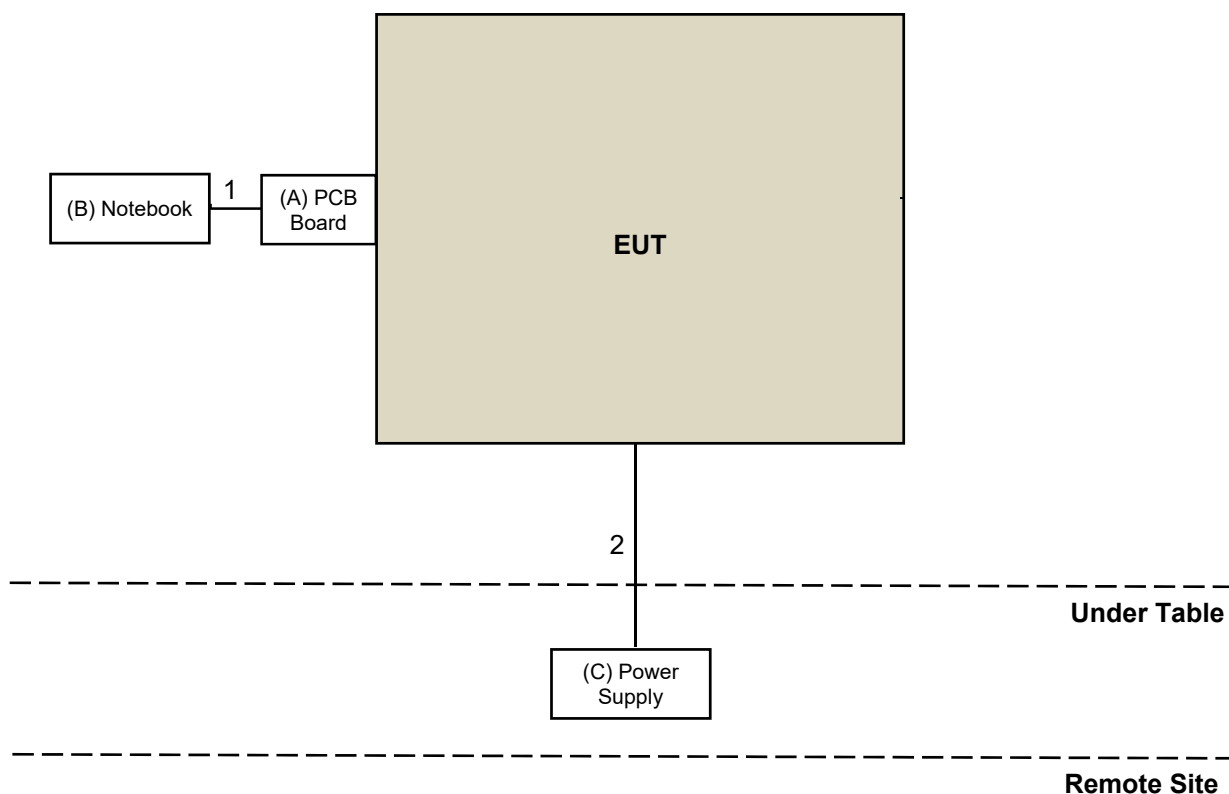 1
(B) Notebook
(A) PCB
Board
EUT
2
Under Table
(C) Power
Supply
Remote Site